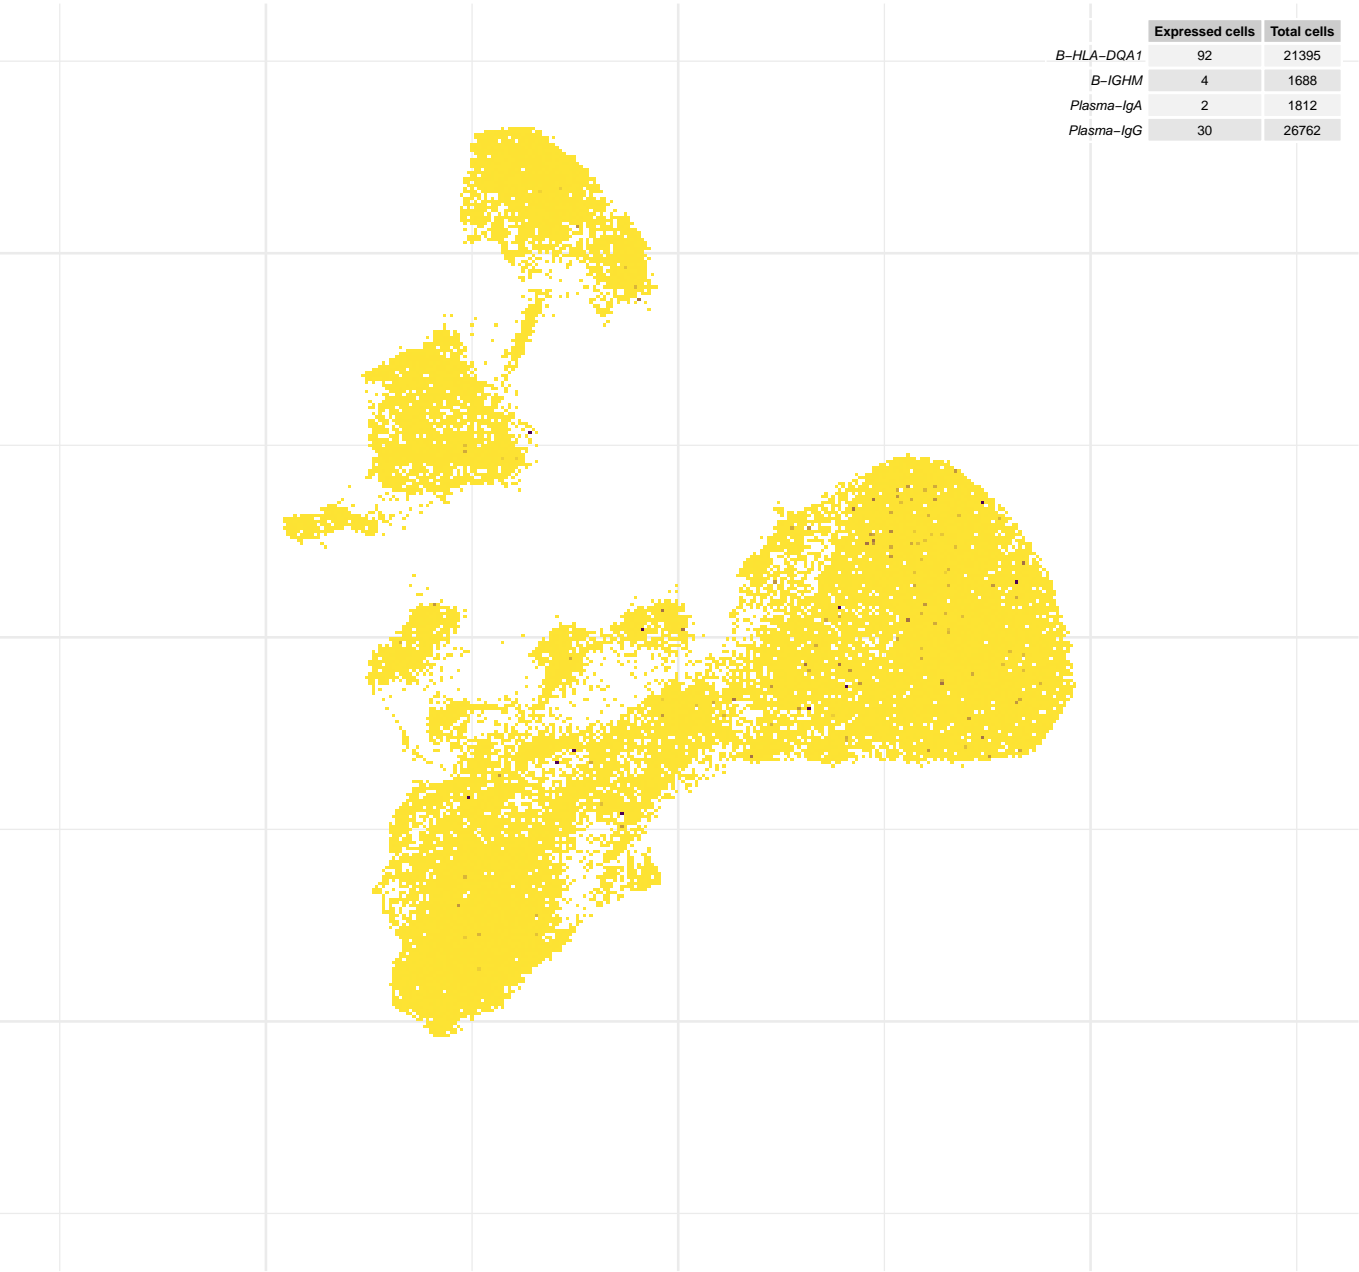 Expressed cells Total cells
B−HLA−DQA1 92 21395
B−IGHM 4 1688
Plasma−IgA 2 1812
Plasma−IgG 30 26762